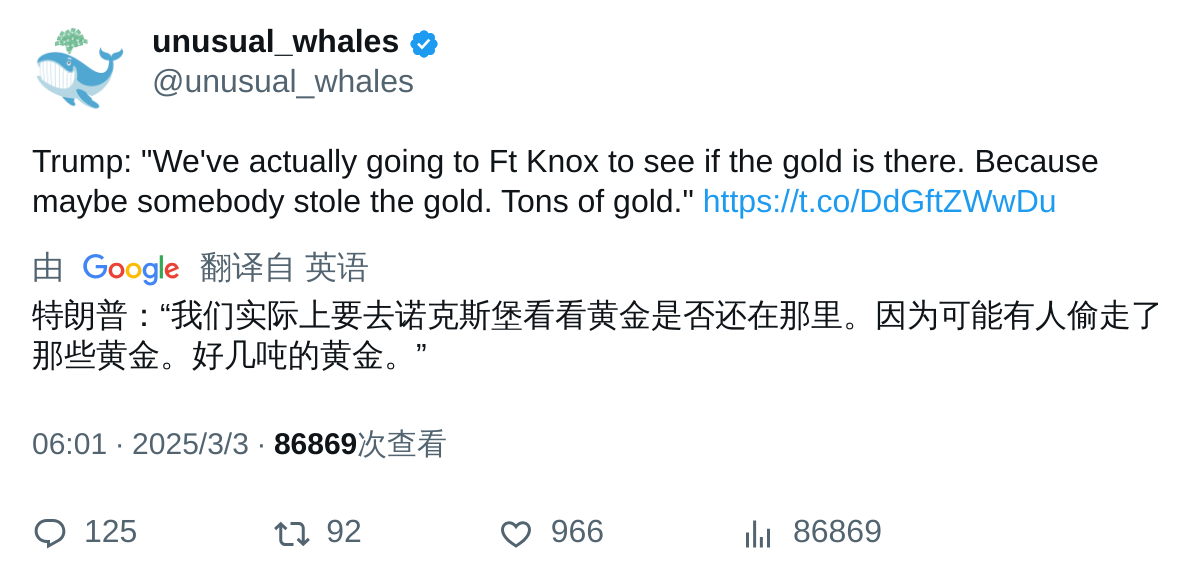 unusual_whales
@unusual_whales
Trump: "We've actually going to Ft Knox to see if the gold is there. Because
maybe somebody stole the gold. Tons of gold." https://t.co/DdGftZWwDu
由 Google 翻译自 英语
特朗普：“我们实际上要去诺克斯堡看看黄金是否还在那里。因为可能有人偷走了
那些黄金。好几吨的黄金。”
06:01 · 2025/3/3 · 86869次查看
125 92 966 86869